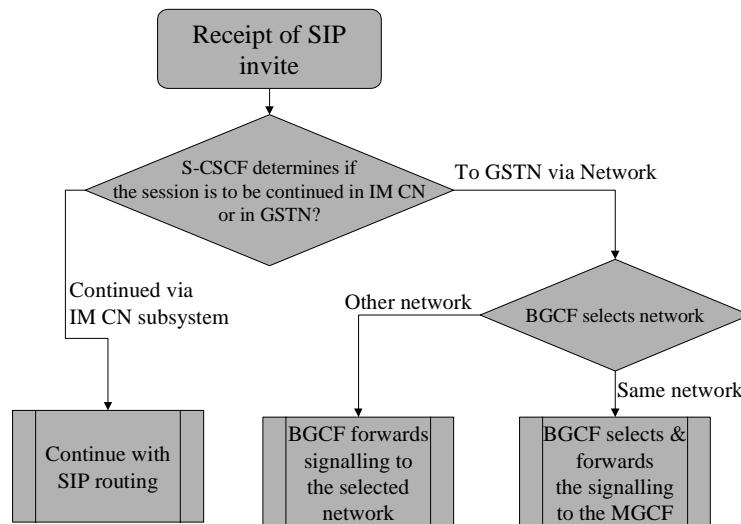 Receipt of SIP
invite
S-CSCF determines if
the session is to be continued in IM CN
or in GSTN?
To GSTN via Network
Continued via
IM CN subsystem
Other network
BGCF selects network
Same network
Continue with
SIP routing
BGCF forwards
signalling to
the selected
network
BGCF selects &
forwards
the signalling
to the MGCF